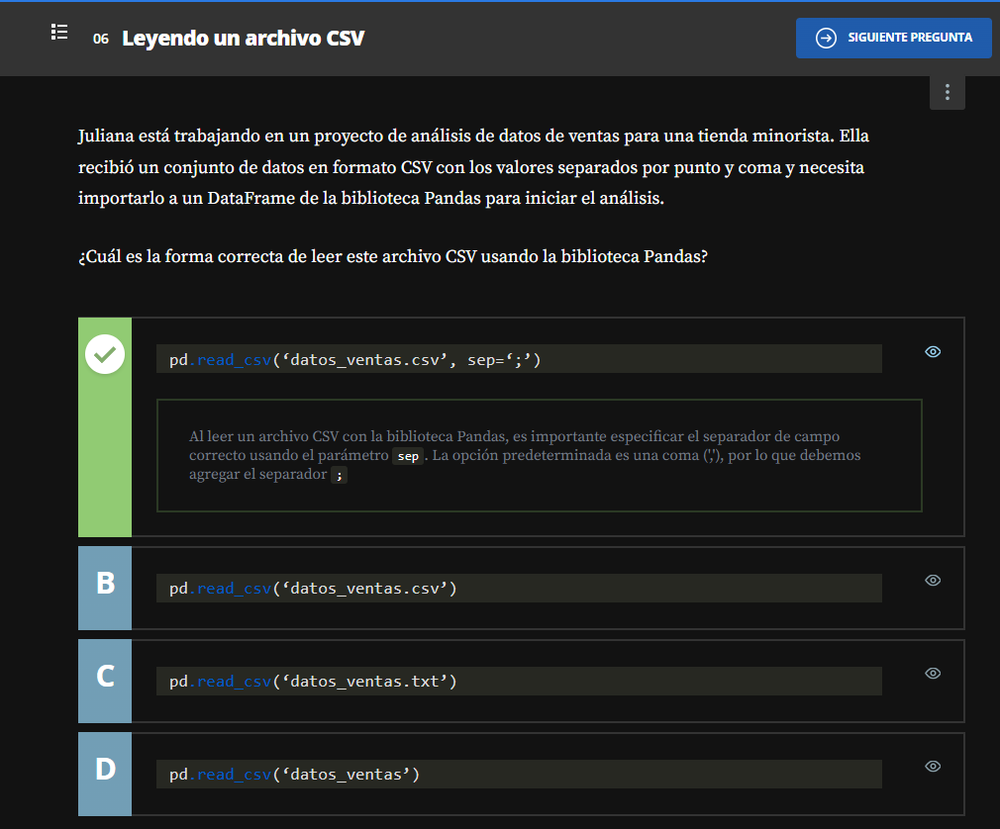 06 Leyendo un archivo CSV
SIGUIENTE PREGUNTA
Juliana está trabajando en un proyecto de análisis de datos de ventas para una tienda minorista. Ella
recibió un conjunto de datos en formato CSV con los valores separados por punto y coma y necesita
importarlo a un DataFrame de la biblioteca Pandas para iniciar el análisis.
¿Cuál es la forma correcta de leer este archivo CSV usando la biblioteca Pandas?
pd.read_csv(‘datos_ventas.csv’, sep=‘;’)
Al leer un archivo CSV con la biblioteca Pandas, es importante especificar el separador de campo
correcto usando el parámetro sep. La opción predeterminada es una coma (','), por lo que debemos
agregar el separador ;
B
pd.read_csv(‘datos_ventas.csv’)
C
pd.read_csv(‘datos_ventas.txt’)
D
pd.read_csv(‘datos_ventas’)